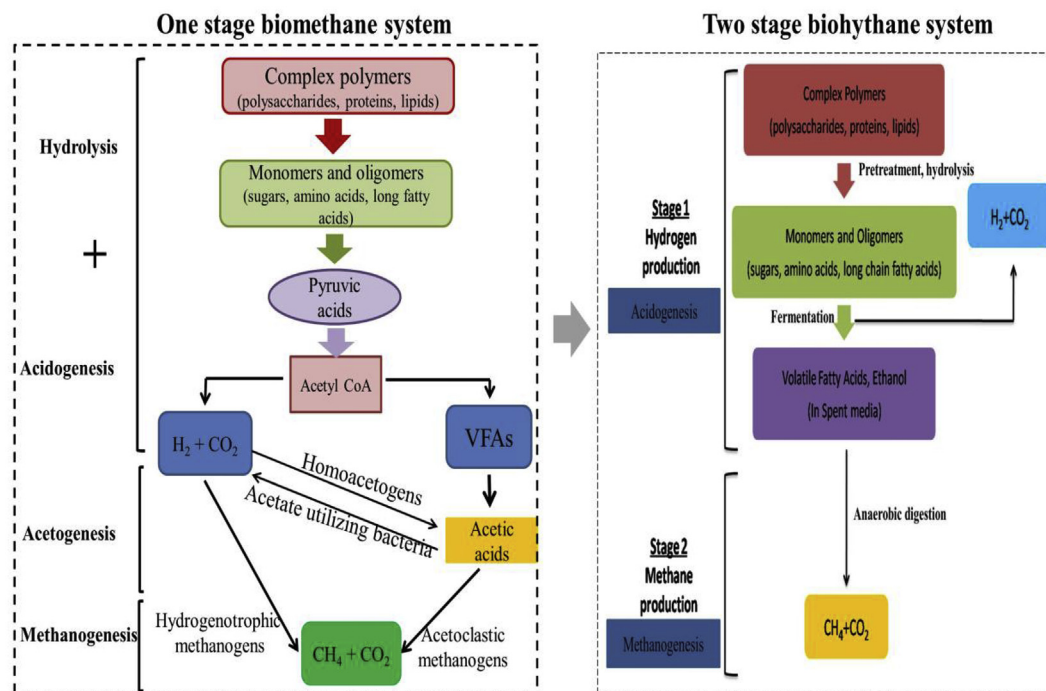 One stage biomethane system
Complex polymers
(polysaccharides, proteins, lipids)
Hydrolysis
Monomers and oligomers
(sugars, amino acids, long fatty
acids)
+
Pyruvic
acids
Acidogenesis
Acetyl CoA
H₂ + CO₂
VFAs
Homoacetogens
Acetate utilizing bacteria
Acetogenesis
Acetic
acids
Methanogenesis
Hydrogenotrophic
methanogens
CH₄ + CO₂
Acetoclastic
methanogens
Two stage biohythane system
Complex Polymers
(polysaccharides, proteins, lipids)
Pretreatment, hydrolysis
H₂+CO₂
Stage 1
Hydrogen
production
Monomers and Oligomers
(sugars, amino acids, long chain fatty acids)
Acidogenesis
Fermentation
Volatile Fatty Acids, Ethanol
(In Spent media)
Anaerobic digestion
Stage 2
Methane
production
Methanogenesis
CH₄+CO₂